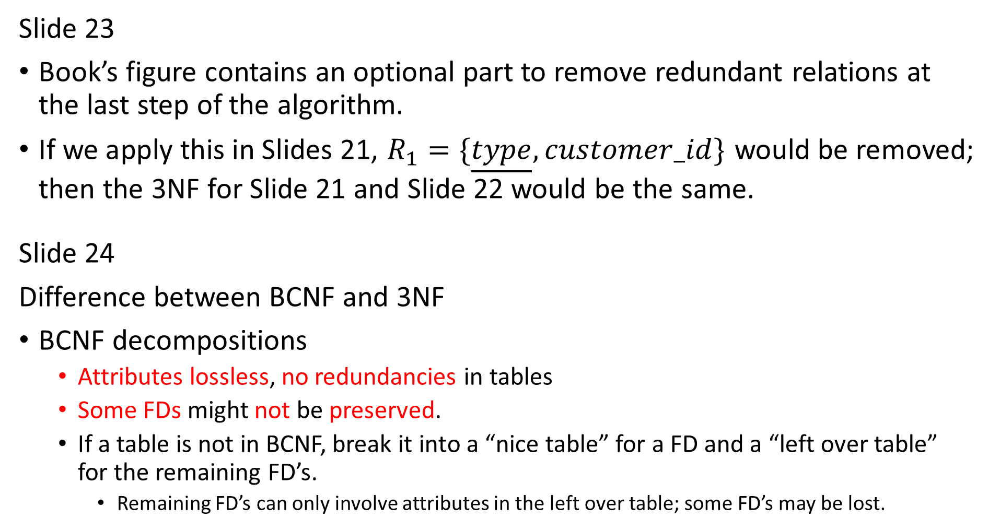 Slide 23
• Book’s figure contains an optional part to remove redundant relations at
the last step of the algorithm.
• If we apply this in Slides 21, R₁ = {type, customer_id} would be removed;
then the 3NF for Slide 21 and Slide 22 would be the same.
Slide 24
Difference between BCNF and 3NF
• BCNF decompositions
• Attributes lossless, no redundancies in tables
• Some FDs might not be preserved.
• If a table is not in BCNF, break it into a “nice table” for a FD and a “left over table”
for the remaining FD’s.
• Remaining FD’s can only involve attributes in the left over table; some FD’s may be lost.